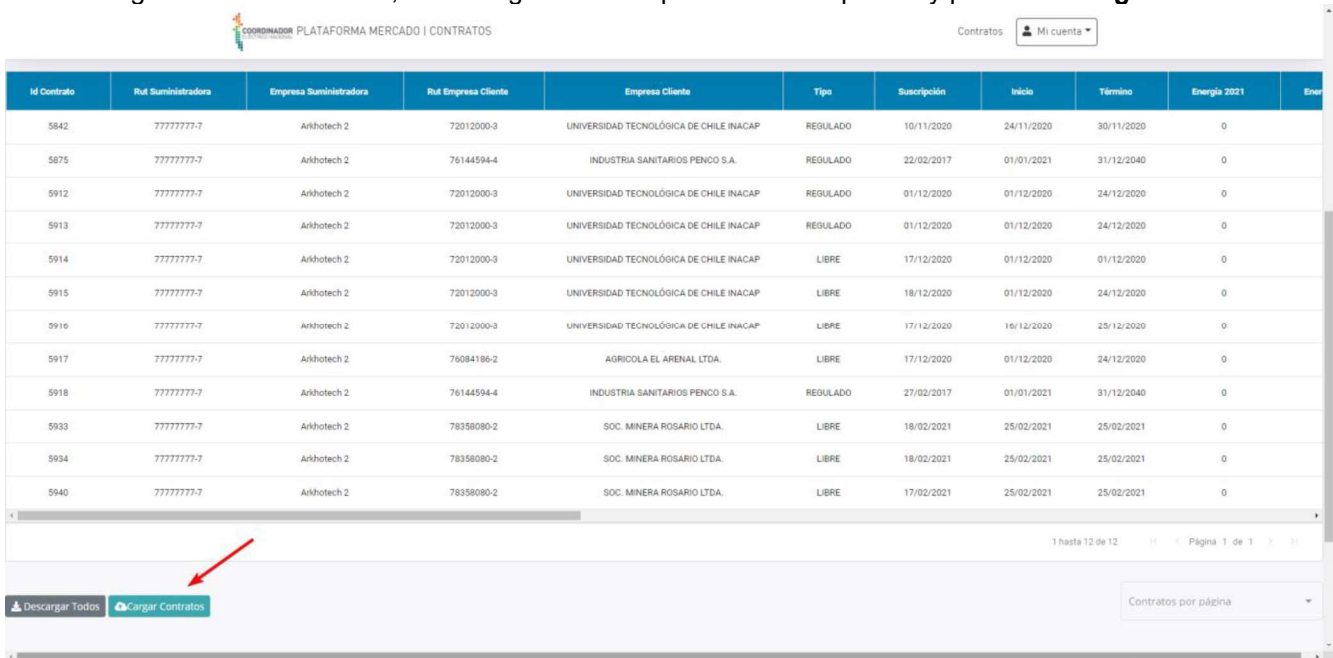 COORDINADOR PLATAFORMA MERCADO | CONTRATOS Contratos Mi cuenta
ELÉCTRICO NACIONAL
Id Contrato Rut Suministradora Empresa Suministradora Rut Empresa Cliente Empresa Cliente Tipo Suscripción Inicio Término Energía 2021 Ener
5842 77777777-7 Arkhotech 2 72012000-3 UNIVERSIDAD TECNOLÓGICA DE CHILE INACAP REGULADO 10/11/2020 24/11/2020 30/11/2020 0
5875 77777777-7 Arkhotech 2 76144594-4 INDUSTRIA SANITARIOS PENCO S.A. REGULADO 22/02/2017 01/01/2021 31/12/2040 0
5912 77777777-7 Arkhotech 2 72012000-3 UNIVERSIDAD TECNOLÓGICA DE CHILE INACAP REGULADO 01/12/2020 01/12/2020 24/12/2020 0
5913 77777777-7 Arkhotech 2 72012000-3 UNIVERSIDAD TECNOLÓGICA DE CHILE INACAP REGULADO 01/12/2020 01/12/2020 24/12/2020 0
5914 77777777-7 Arkhotech 2 72012000-3 UNIVERSIDAD TECNOLÓGICA DE CHILE INACAP LIBRE 17/12/2020 01/12/2020 01/12/2020 0
5915 77777777-7 Arkhotech 2 72012000-3 UNIVERSIDAD TECNOLÓGICA DE CHILE INACAP LIBRE 18/12/2020 01/12/2020 24/12/2020 0
5916 77777777-7 Arkhotech 2 72012000-3 UNIVERSIDAD TECNOLÓGICA DE CHILE INACAP LIBRE 17/12/2020 16/12/2020 25/12/2020 0
5917 77777777-7 Arkhotech 2 76084186-2 AGRICOLA EL ARENAL LTDA. LIBRE 17/12/2020 01/12/2020 24/12/2020 0
5918 77777777-7 Arkhotech 2 76144594-4 INDUSTRIA SANITARIOS PENCO S.A. REGULADO 27/02/2017 01/01/2021 31/12/2040 0
5933 77777777-7 Arkhotech 2 78358080-2 SOC. MINERA ROSARIO LTDA. LIBRE 18/02/2021 25/02/2021 25/02/2021 0
5934 77777777-7 Arkhotech 2 78358080-2 SOC. MINERA ROSARIO LTDA. LIBRE 18/02/2021 25/02/2021 25/02/2021 0
5940 77777777-7 Arkhotech 2 78358080-2 SOC. MINERA ROSARIO LTDA. LIBRE 17/02/2021 25/02/2021 25/02/2021 0
1 hasta 12 de 12 Página 1 de 1
Descargar Todos Cargar Contratos Contratos por página